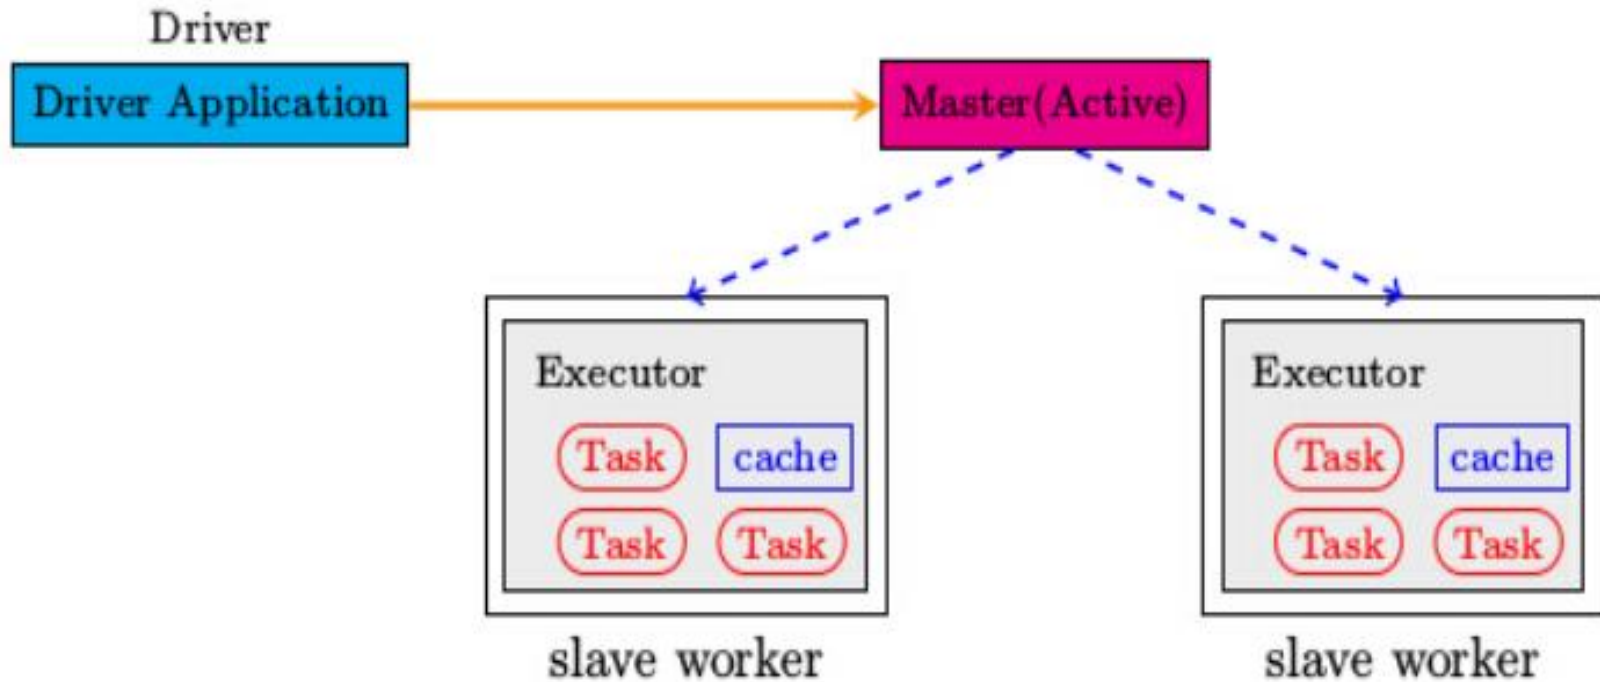 Driver
Driver Application
Master(Active)
Executor
Task
cache
Task
Task
slave worker
Executor
Task
cache
Task
Task
slave worker